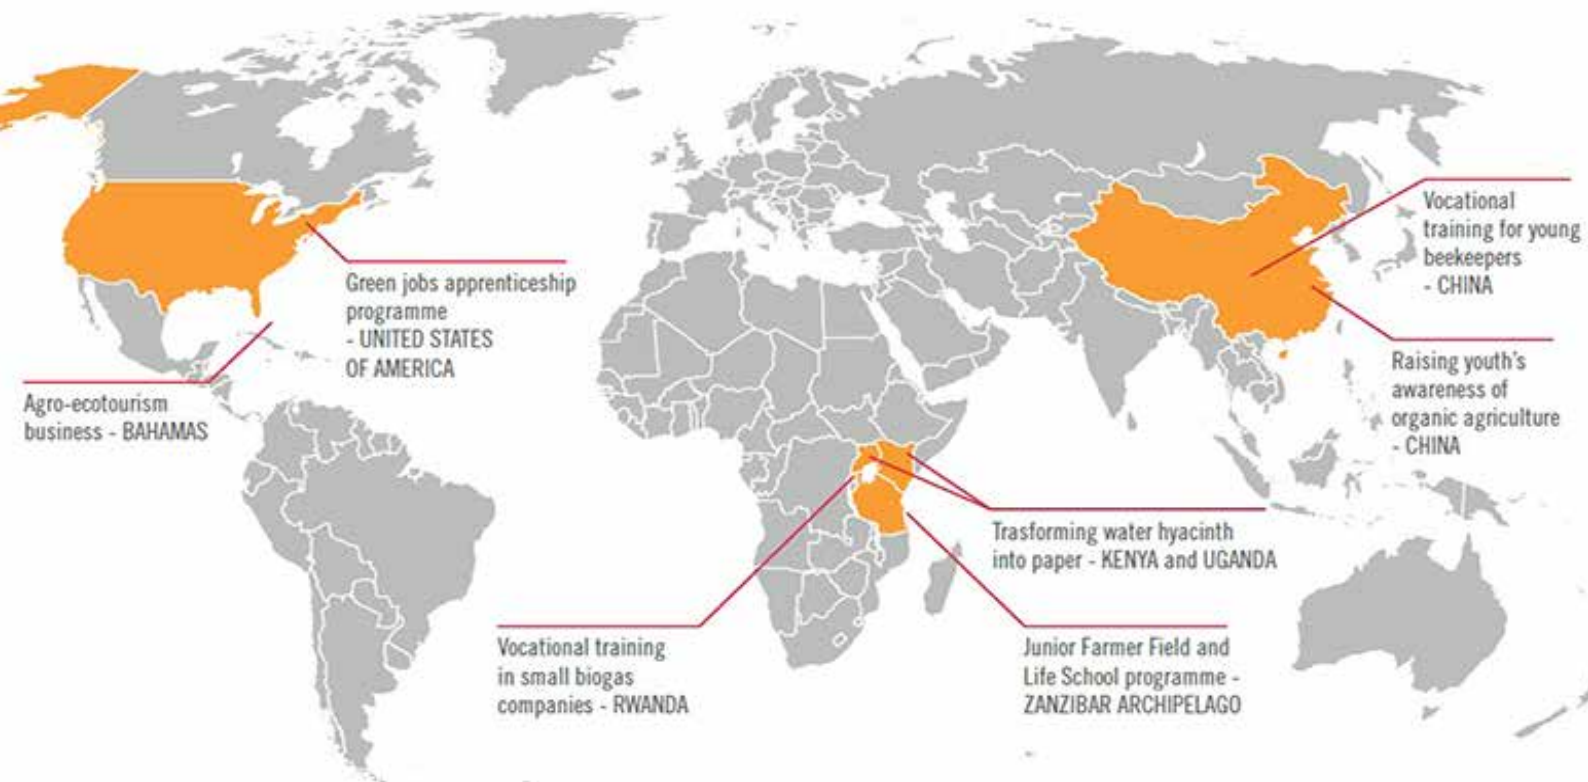 Green jobs apprenticeship
programme
- UNITED STATES
OF AMERICA
Agro-ecotourism
business - BAHAMAS
Vocational
training for young
beekeepers
- CHINA
Raising youth's
awareness of
organic agriculture
- CHINA
Trasforming water hyacinth
into paper - KENYA and UGANDA
Vocational training
in small biogas
companies - RWANDA
Junior Farmer Field and
Life School programme -
ZANZIBAR ARCHIPELAGO